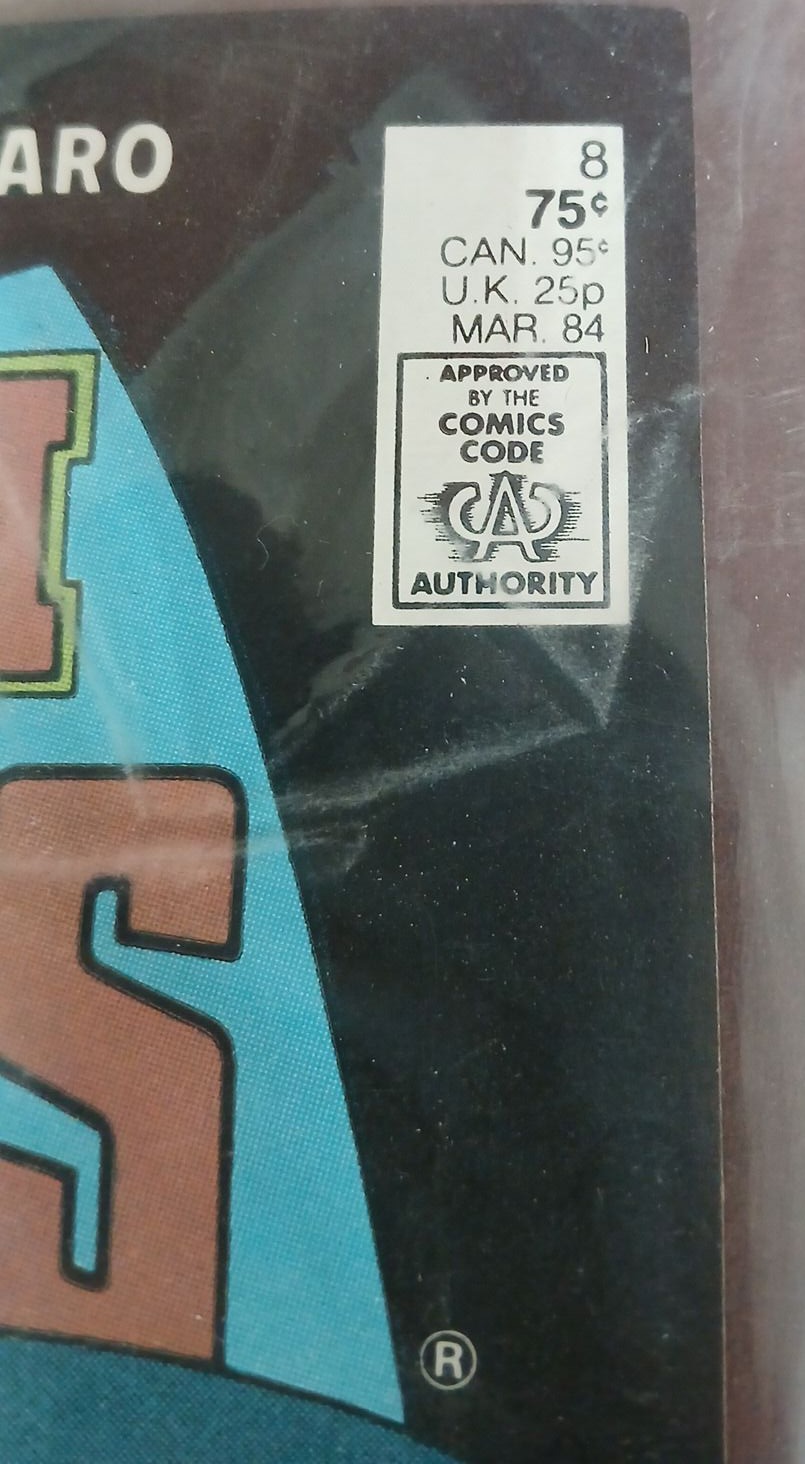 ARO
8
75¢
CAN. 95¢
U.K. 25p
MAR. 84
APPROVED
BY THE
COMICS
CODE
CA
AUTHORITY
S
®